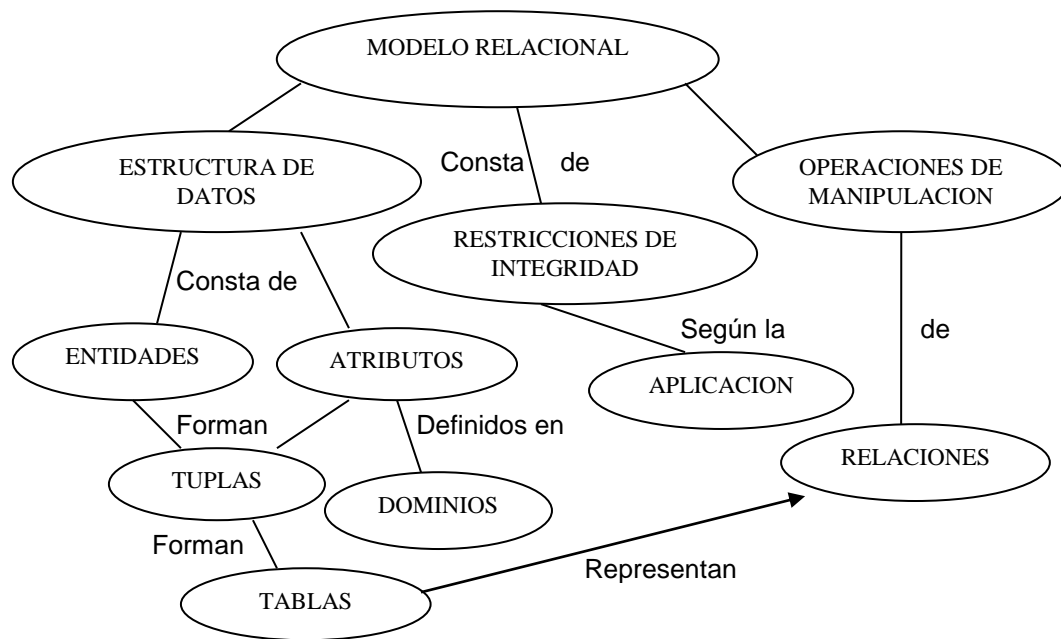 MODELO RELACIONAL
ESTRUCTURA DE
DATOS
Consta de
OPERACIONES DE
MANIPULACION
RESTRICCIONES DE
INTEGRIDAD
Consta de
Según la
de
ENTIDADES
ATRIBUTOS
APLICACION
Forman
Definidos en
RELACIONES
TUPLAS
DOMINIOS
Forman
Representan
TABLAS